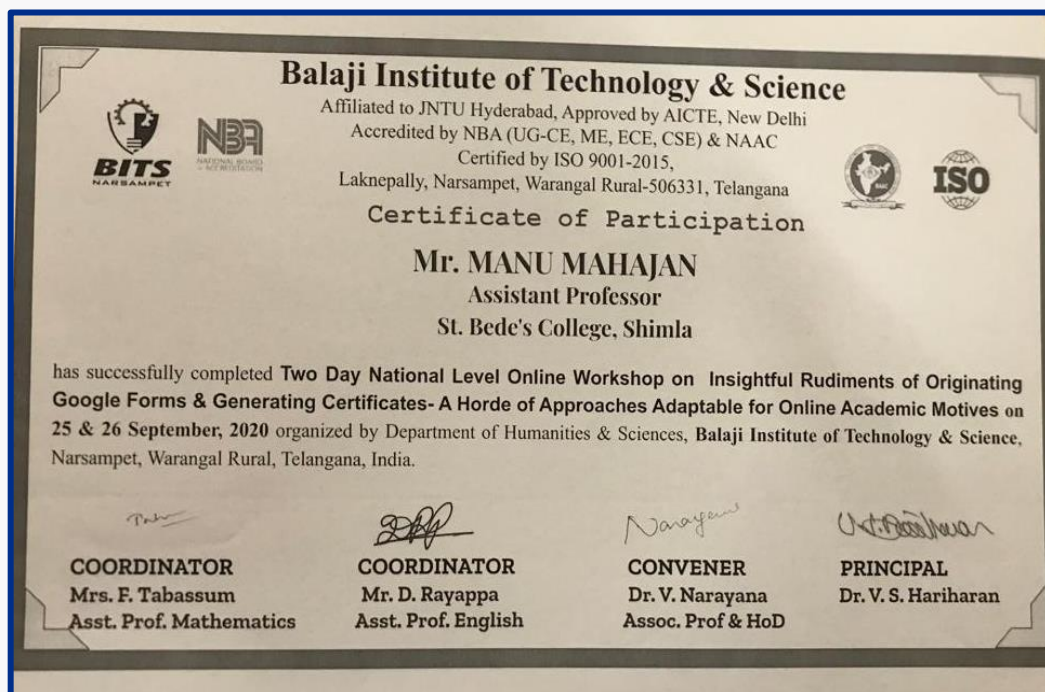 Balaji Institute of Technology & Science
Affiliated to JNTU Hyderabad, Approved by AICTE, New Delhi
Accredited by NBA (UG-CE, ME, ECE, CSE) & NAAC
Certified by ISO 9001-2015,
Laknepally, Narsampet, Warangal Rural-506331, Telangana
BITS
NARSAMPET
NBA
NATIONAL BOARD
of ACCREDITATION
NAAC
ISO
Certificate of Participation
Mr. MANU MAHAJAN
Assistant Professor
St. Bede's College, Shimla
has successfully completed Two Day National Level Online Workshop on Insightful Rudiments of Originating
Google Forms & Generating Certificates- A Horde of Approaches Adaptable for Online Academic Motives on
25 & 26 September, 2020 organized by Department of Humanities & Sciences, Balaji Institute of Technology & Science,
Narsampet, Warangal Rural, Telangana, India.
Narayana
COORDINATOR
Mrs. F. Tabassum
Asst. Prof. Mathematics
COORDINATOR
Mr. D. Rayappa
Asst. Prof. English
CONVENER
Dr. V. Narayana
Assoc. Prof & HoD
PRINCIPAL
Dr. V. S. Hariharan